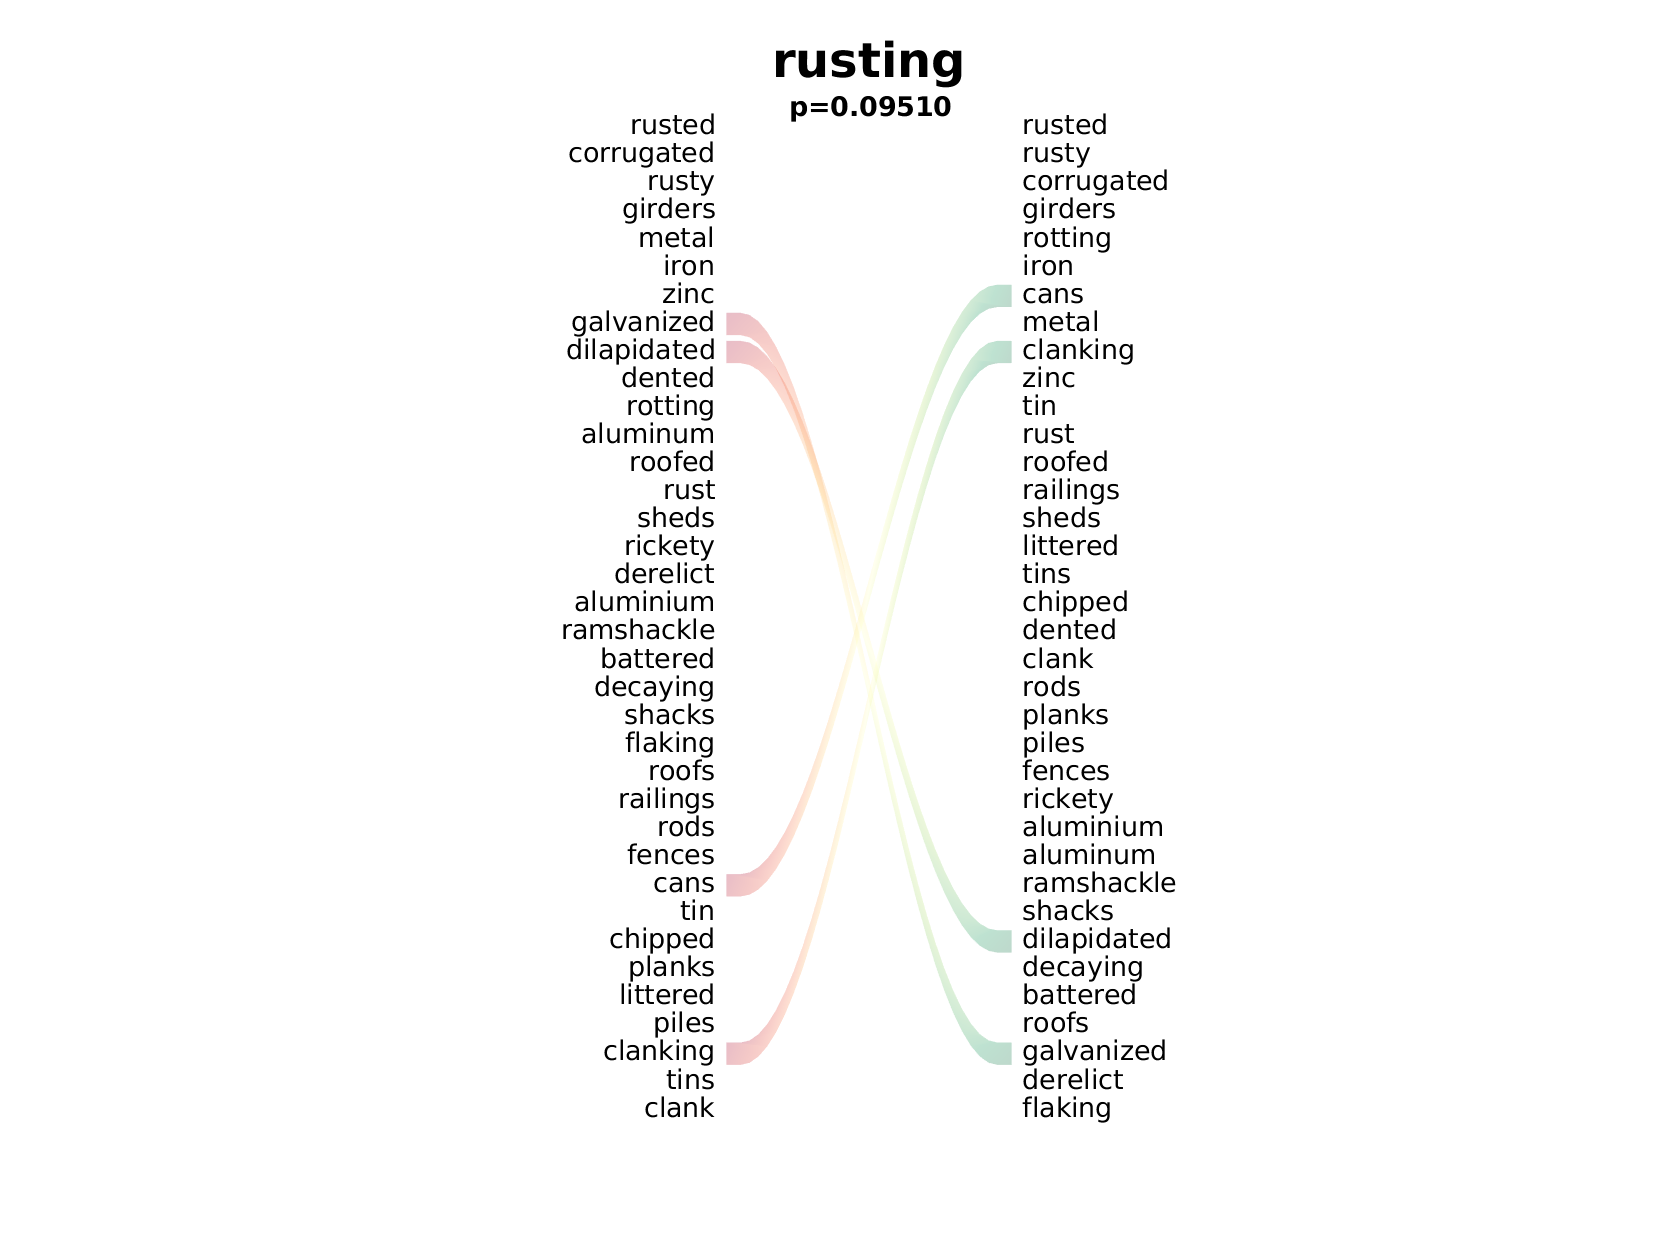 rusting
p=0.09510
rusted
corrugated
rusty
girders
metal
iron
zinc
galvanized
dilapidated
dented
rotting
aluminum
roofed
rust
sheds
rickety
derelict
aluminium
ramshackle
battered
decaying
shacks
flaking
roofs
railings
rods
fences
cans
tin
chipped
planks
littered
piles
clanking
tins
clank
rusted
rusty
corrugated
girders
rotting
iron
cans
metal
clanking
zinc
tin
rust
roofed
railings
sheds
littered
tins
chipped
dented
clank
rods
planks
piles
fences
rickety
aluminium
aluminum
ramshackle
shacks
dilapidated
decaying
battered
roofs
galvanized
derelict
flaking